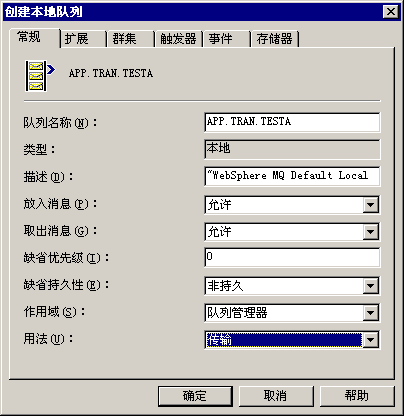 创建本地队列
常规 扩展 群集 触发器 事件 存储器
APP.TRAN.TESTA
队列名称(N): APP.TRAN.TESTA
类型: 本地
描述(D): "WebSphere MQ Default Local
放入消息(P): 允许
取出消息(G): 允许
缺省优先级(I): 0
缺省持久性(E): 非持久
作用域(S): 队列管理器
用法(U): 传输
确定 取消 帮助